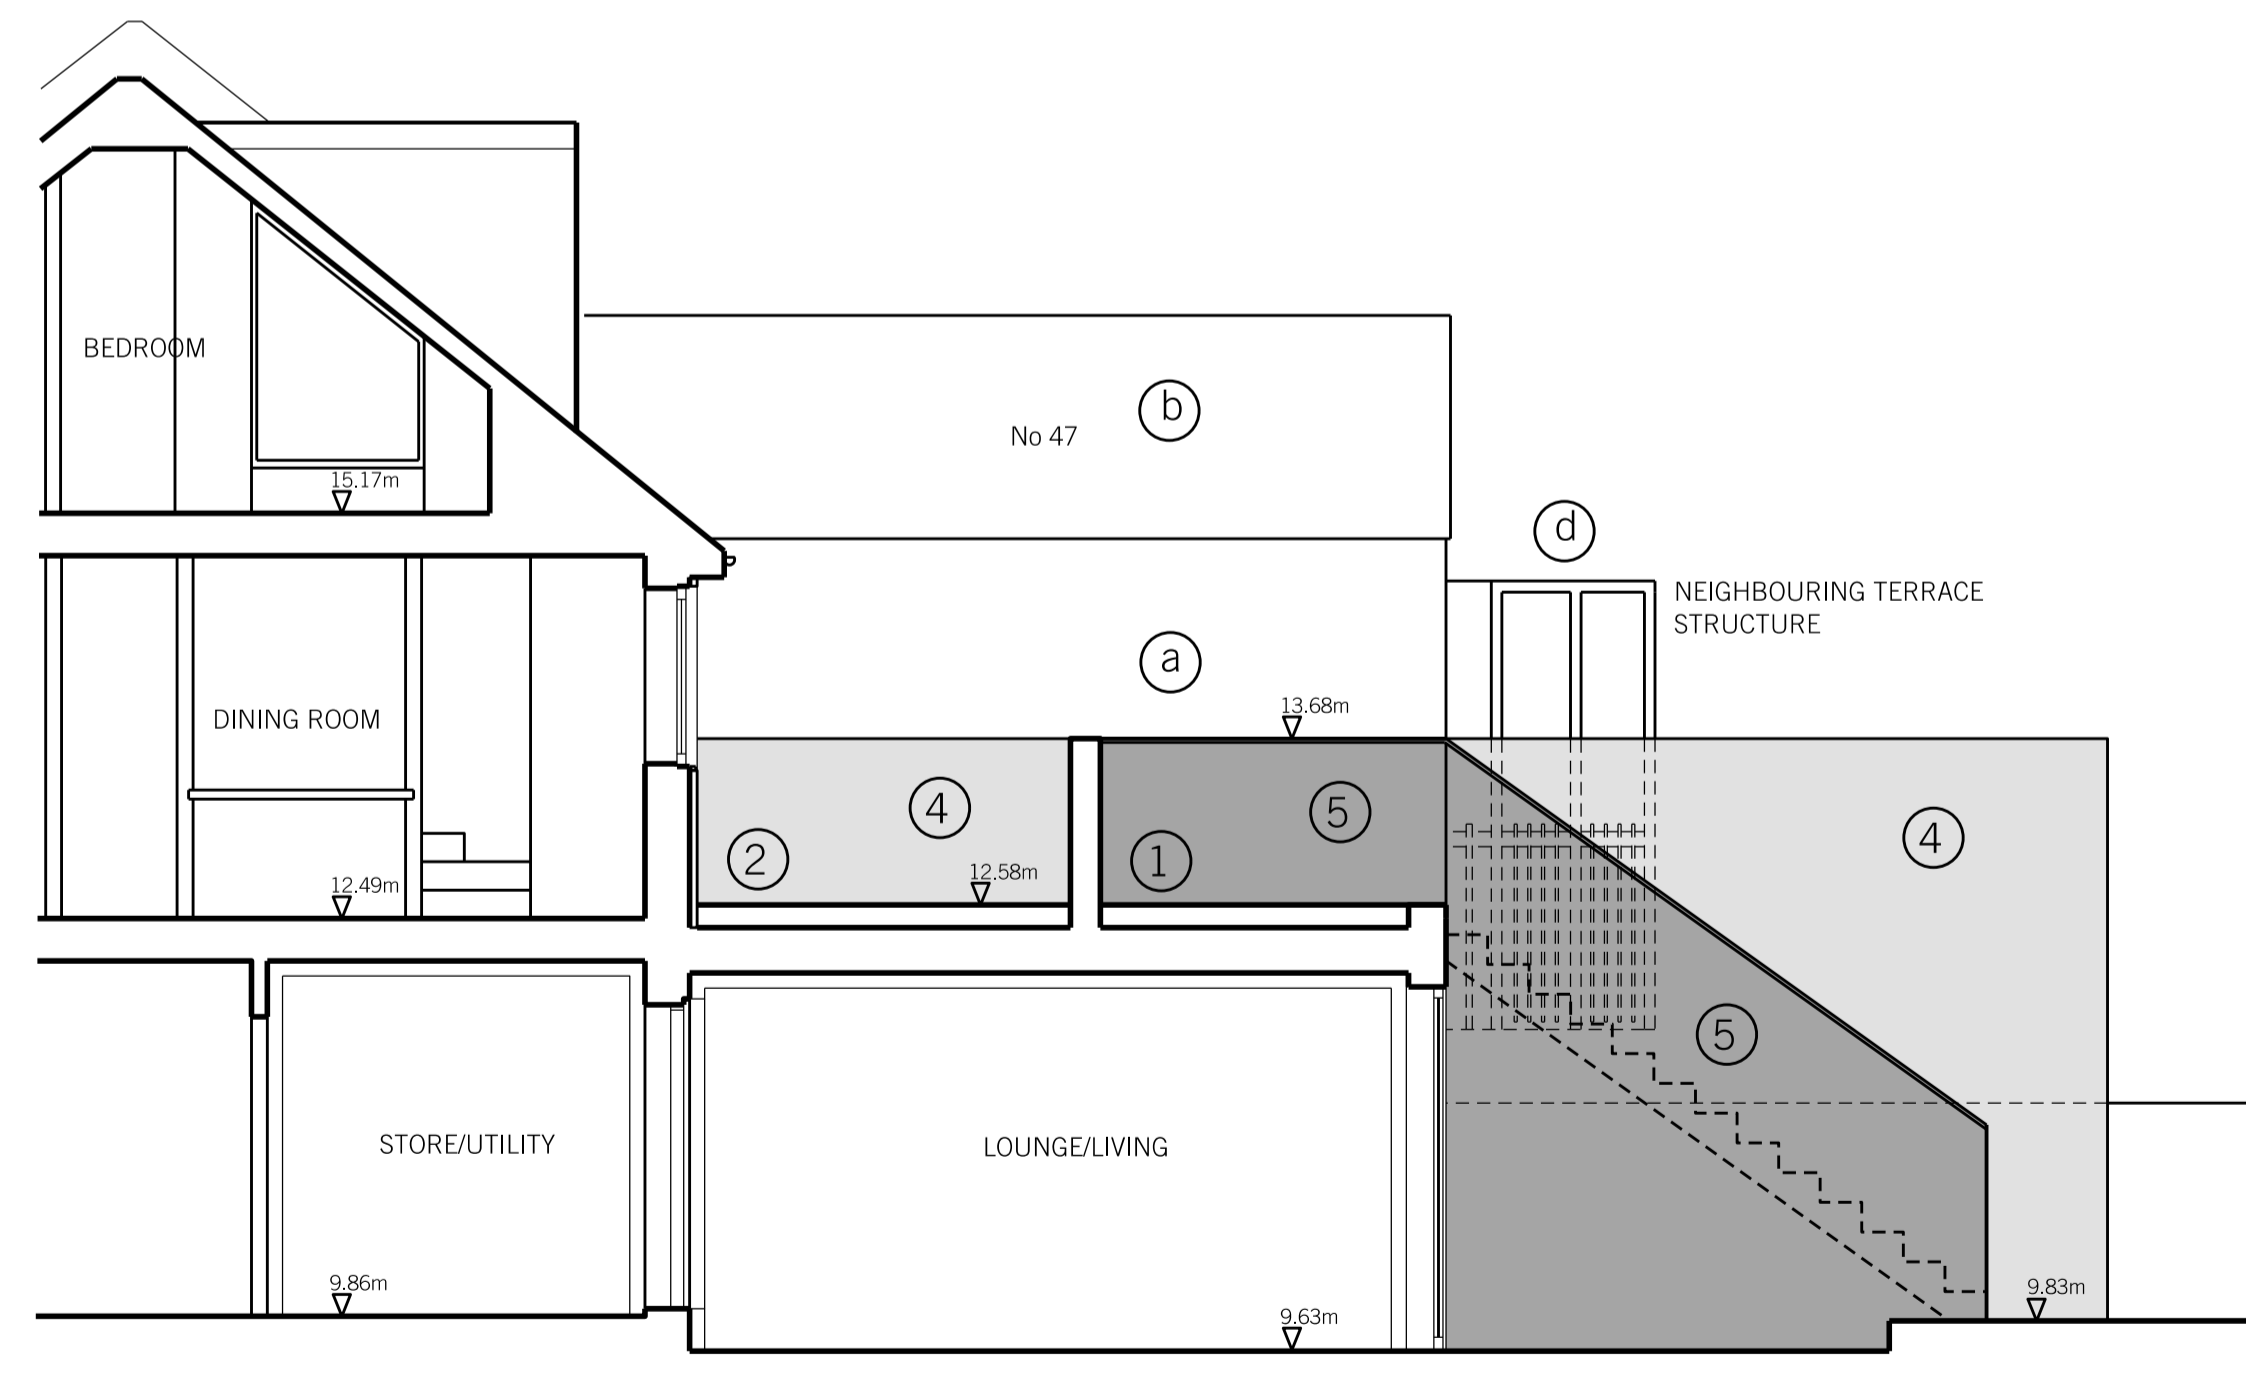 BEDROOM
15.17m
b
No 47
d
NEIGHBOURING TERRACE
STRUCTURE
a
13.68m
DINING ROOM
4
5
4
2
1
12.58m
12.49m
5
STORE/UTILITY
LOUNGE/LIVING
9.86m
9.63m
9.83m